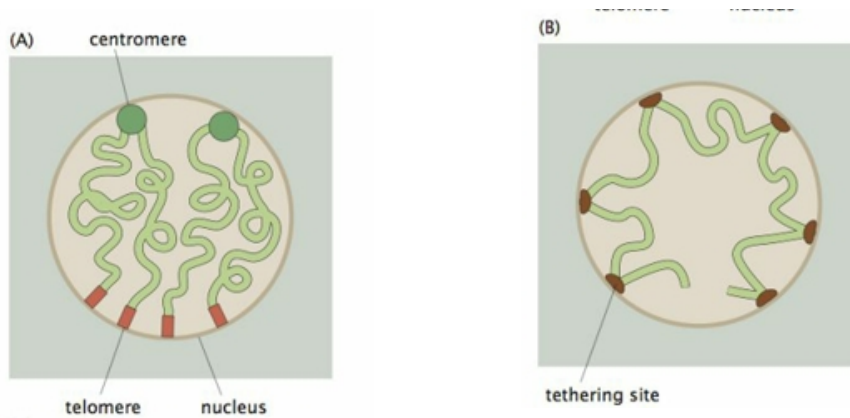 (A)
centromere
telomere
nucleus
(B)
tethering site